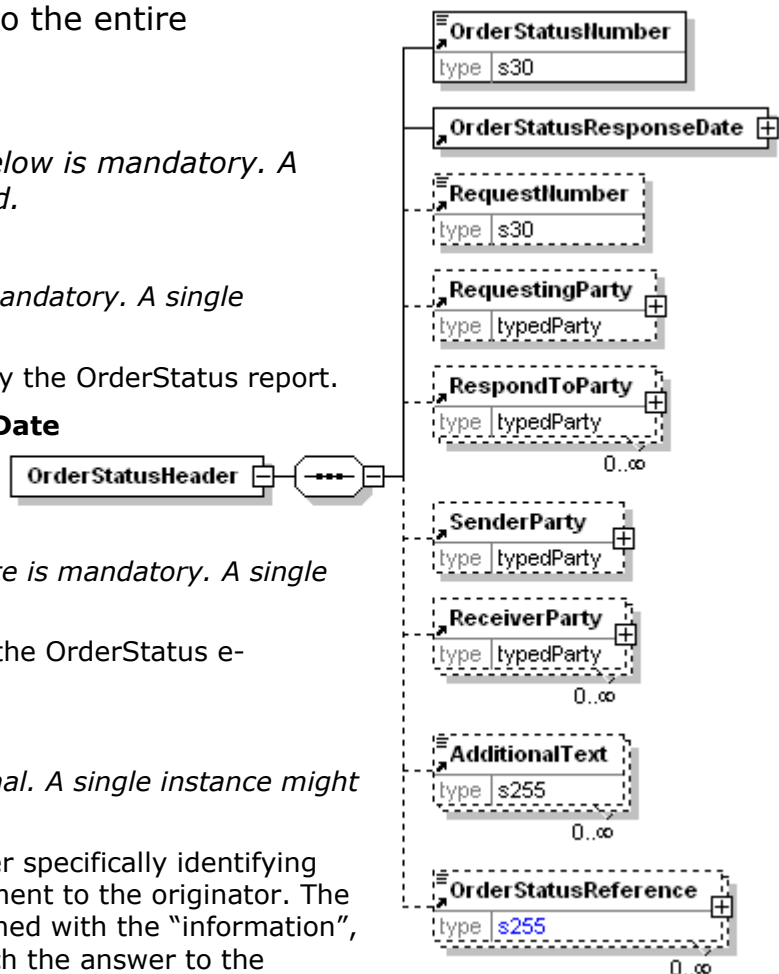 o the entire
elow is mandatory. A
d.
andatory. A single
y the OrderStatus report.
Date
e is mandatory. A single
the OrderStatus e-
al. A single instance might
er specifically identifying
ment to the originator. The
ned with the “information”,
ch the answer to the
OrderStatusHeader
OrderStatusNumber
type s30
OrderStatusResponseDate
RequestNumber
type s30
RequestingParty
type typedParty
RespondToParty
type typedParty
0..∞
SenderParty
type typedParty
ReceiverParty
type typedParty
0..∞
AdditionalText
type s255
0..∞
OrderStatusReference
type s255
0..∞